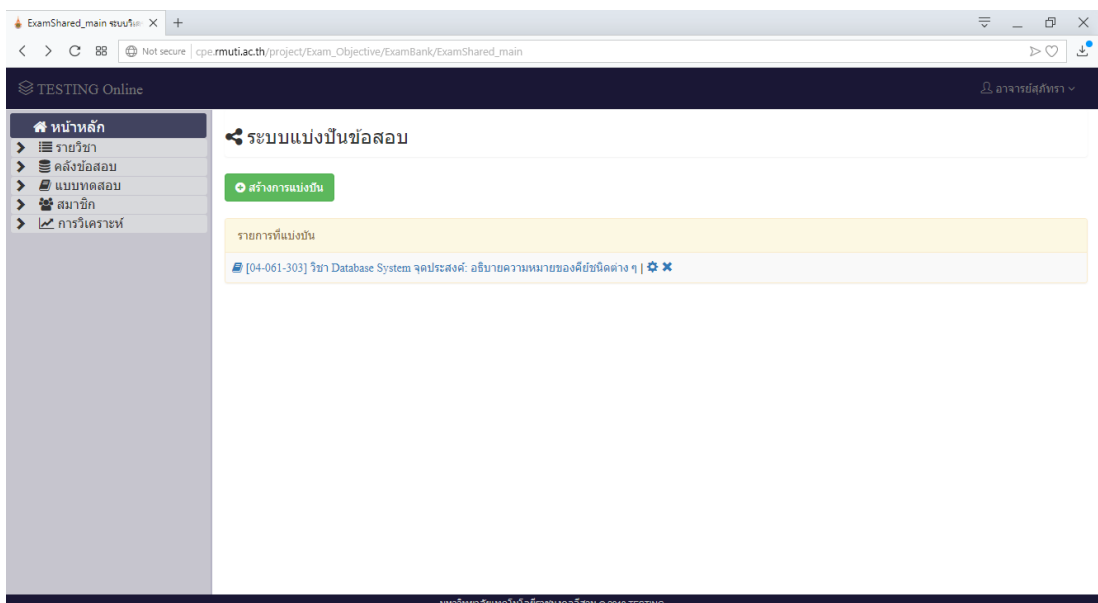 ExamShared_main ระบบวิเค
Not secure cpe.rmuti.ac.th/project/Exam_Objective/ExamBank/ExamShared_main
TESTING Online
อาจารย์สุภัทรา
หน้าหลัก
รายวิชา
คลังข้อสอบ
แบบทดสอบ
สมาชิก
การวิเคราะห์
ระบบแบ่งปันข้อสอบ
สร้างการแบ่งปัน
รายการที่แบ่งบัน
[04-061-303] วิชา Database System จุดประสงค์: อธิบายความหมายของคีย์ชนิดต่าง ๆ |